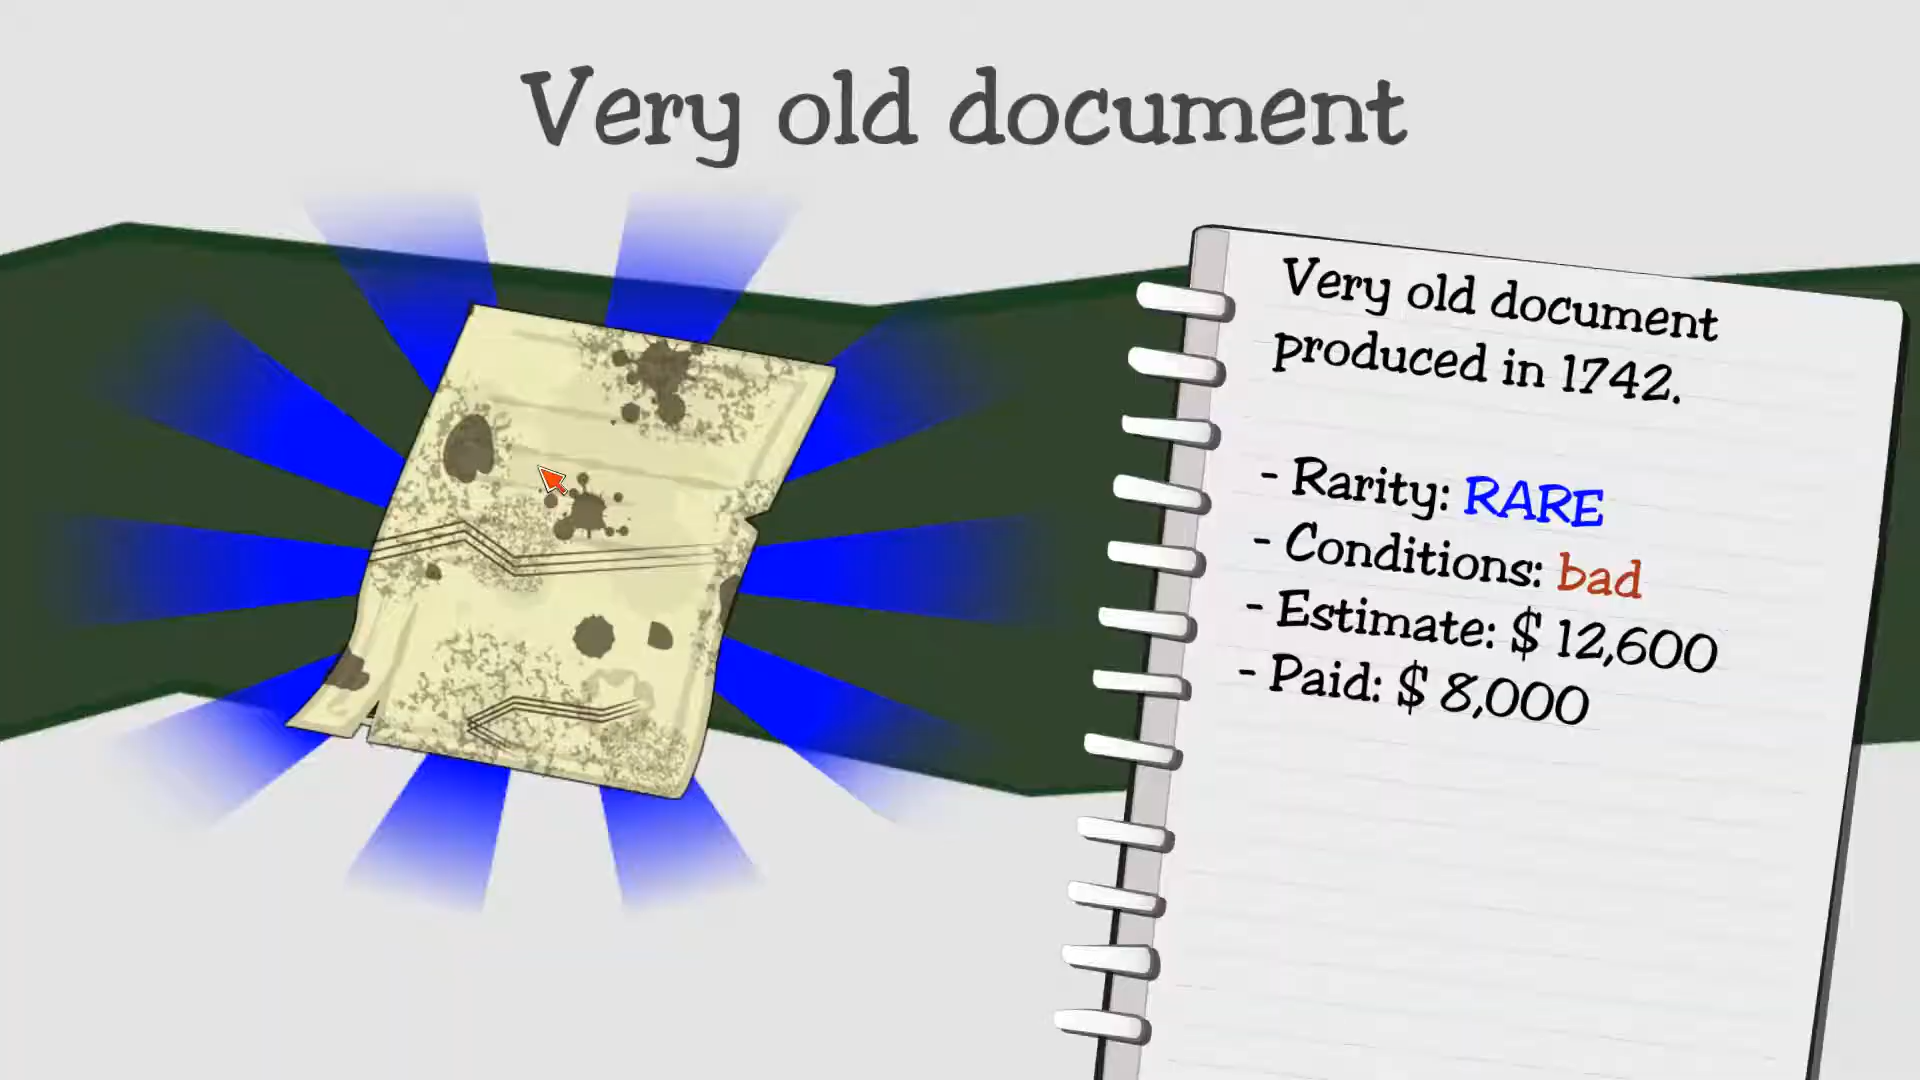 Very old document
Very old document
produced in 1742.
- Rarity: RARE
- Conditions: bad
- Estimate: $ 12,600
- Paid: $ 8,000